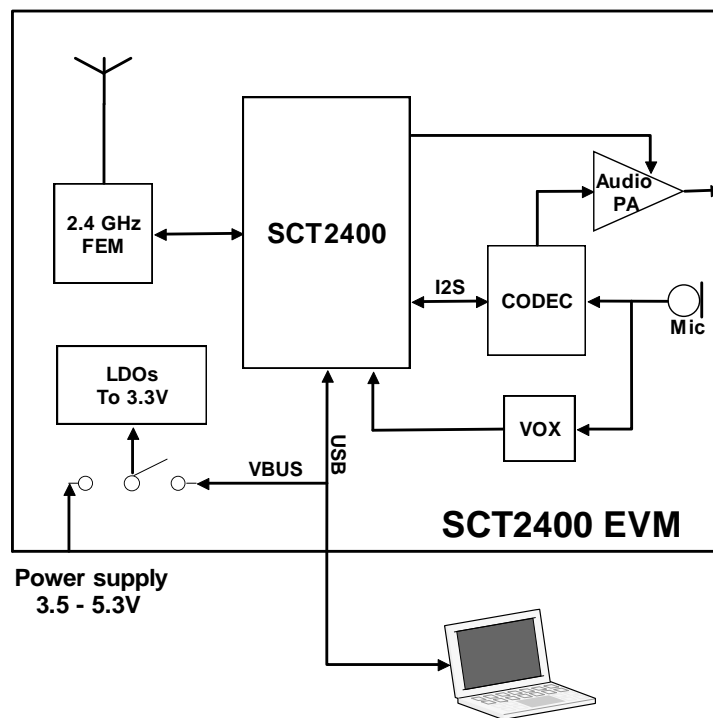 2.4 GHz
FEM
SCT2400
Audio
PA
I2S
CODEC
Mic
LDOs
To 3.3V
VOX
VBUS
USB
SCT2400 EVM
Power supply
3.5 - 5.3V